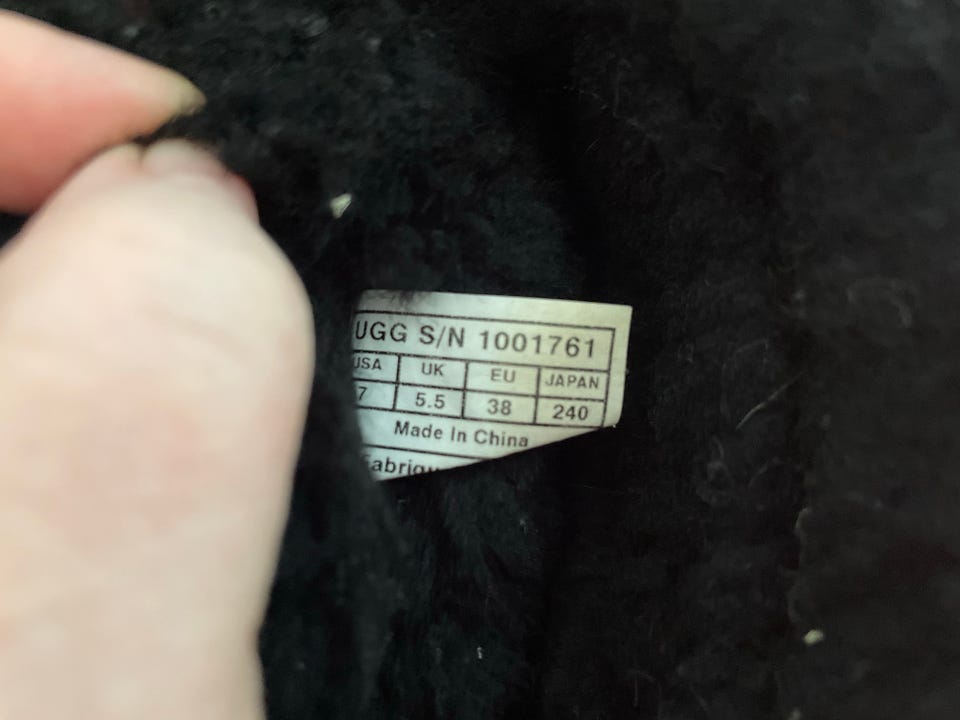 UGG S/N 1001761
USA UK EU JAPAN
7 5.5 38 240
Made In China